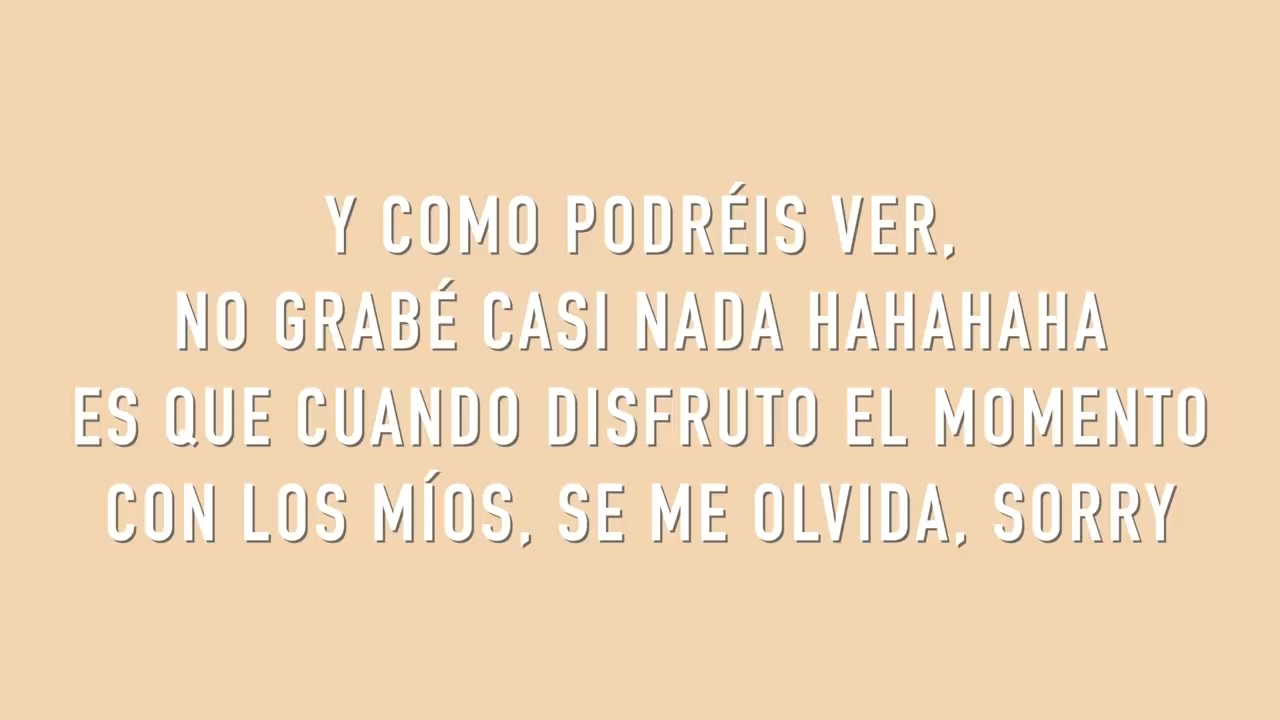 Y COMO PODRÉIS VER,
NO GRABÉ CASI NADA HAHAHAHA
ES QUE CUANDO DISFRUTO EL MOMENTO
CON LOS MÍOS, SE ME OLVIDA, SORRY